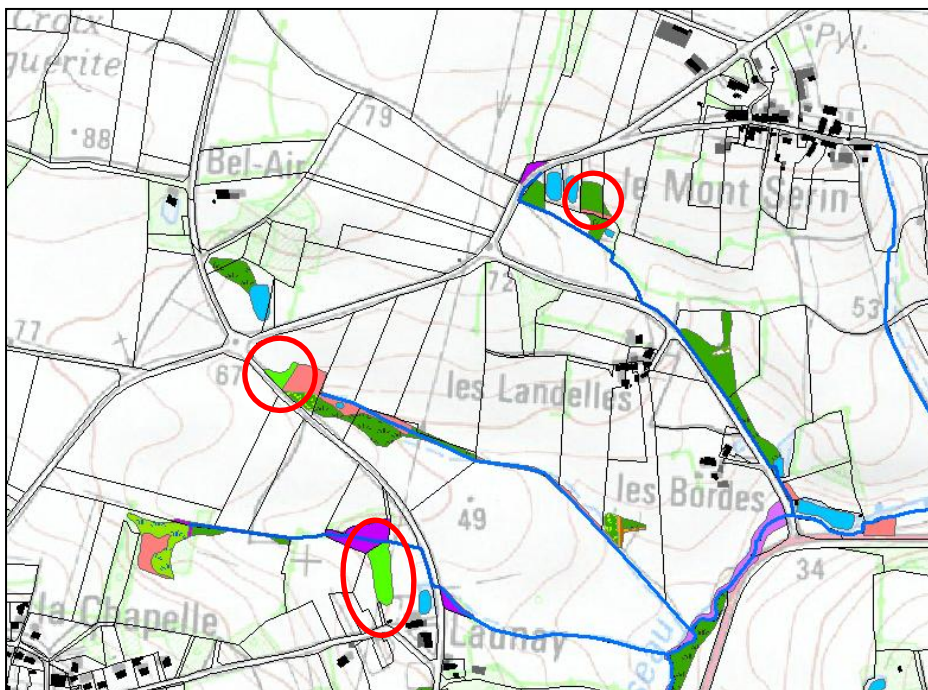 Croix
guerite
Pyl.
79
88
Bel-Air
le Mont Serin
72
53
77
67
les Landelles
les Bordes
49
34
la Chapelle
Launay
seau